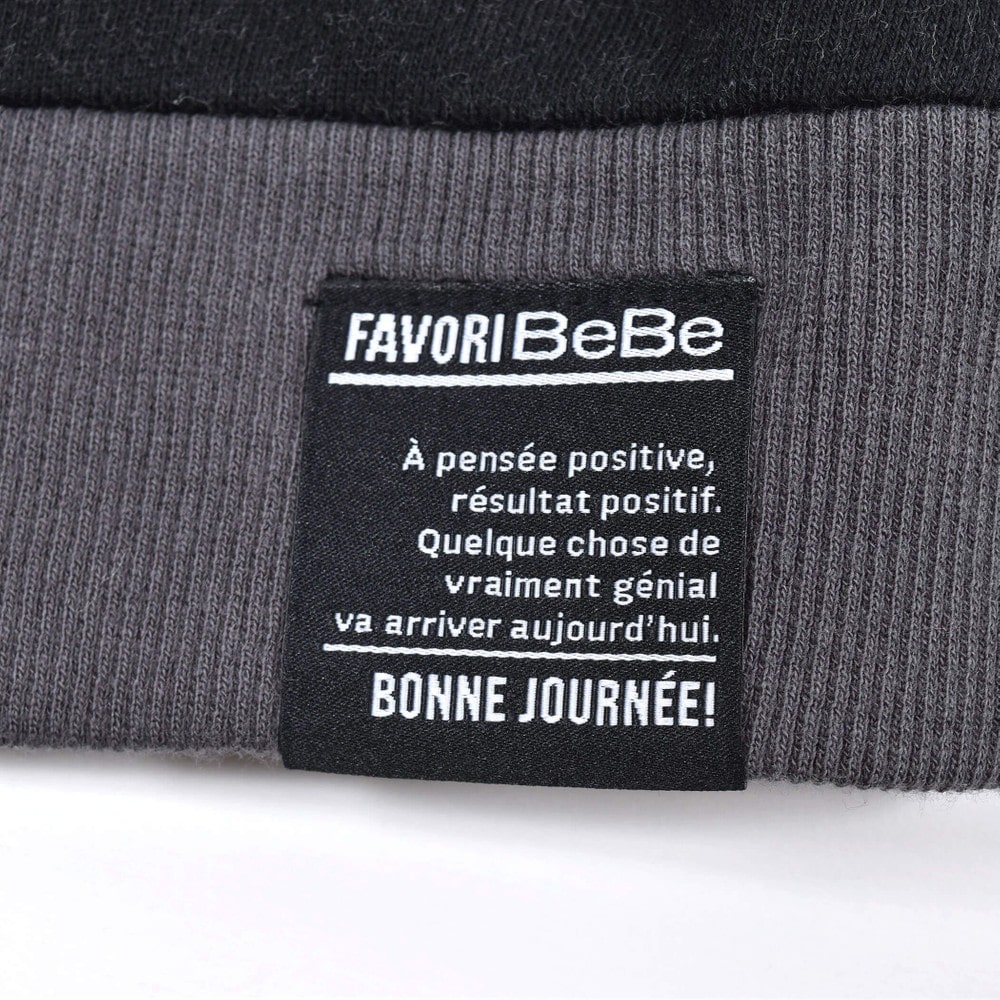 FAVORI BeBe
À pensée positive,
résultat positif.
Quelque chose de
vraiment génial
va arriver aujourd'hui.
BONNE JOURNÉE!